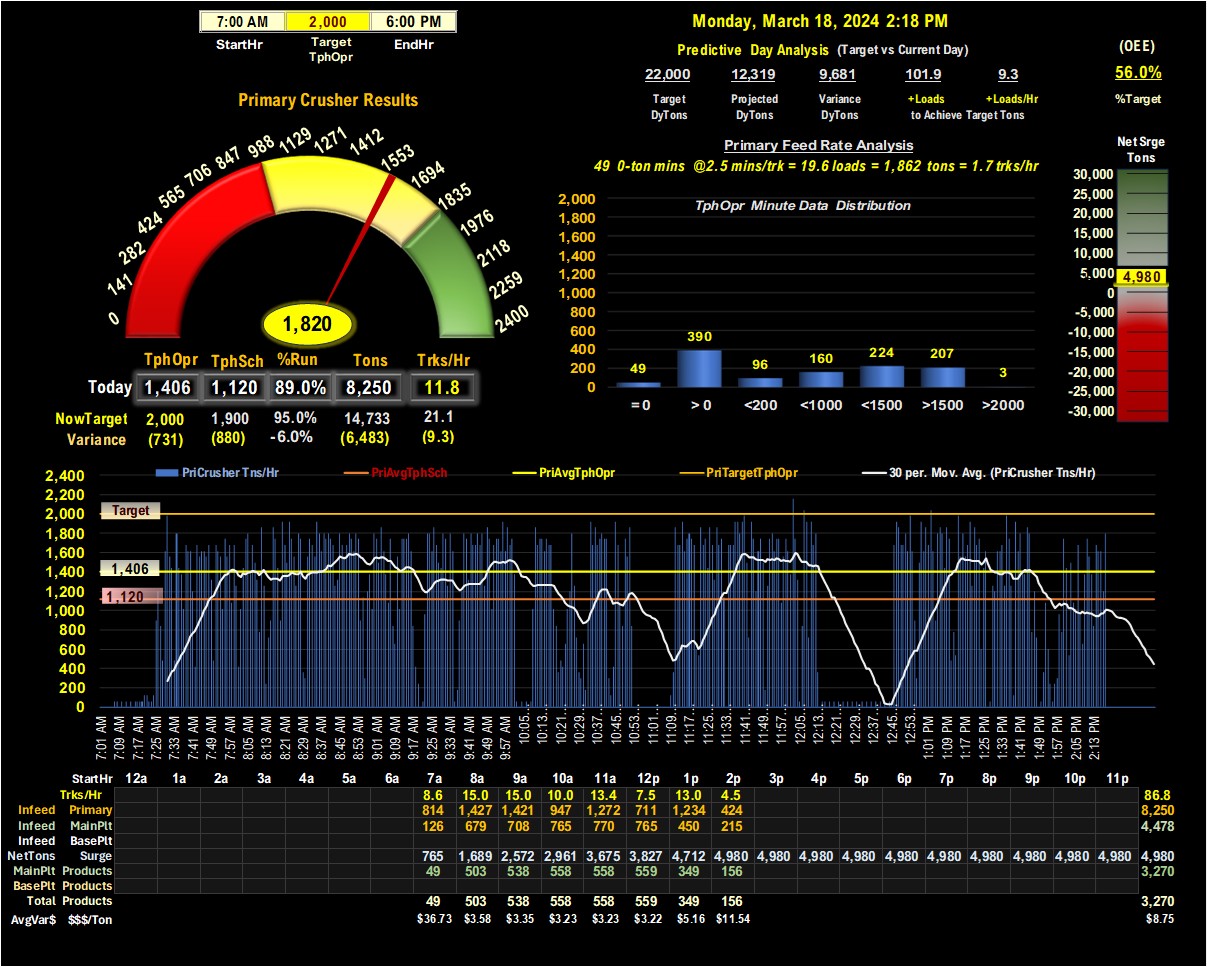 7:00 AM 2,000 6:00 PM
StartHr Target TphOpr EndHr
Monday, March 18, 2024 2:18 PM
Predictive Day Analysis (Target vs Current Day)
(OEE)
22,000 12,319 9,681 101.9 9.3
56.0%
Target DyTons Projected DyTons Variance DyTons +Loads +Loads/Hr
to Achieve Target Tons
%Target
Primary Crusher Results
0 141 282 424 565 706 847 988 1129 1271 1412 1553 1694 1835 1976 2118 2259 2400
1,820
TphOpr TphSch %Run Tons Trks/Hr
Today 1,406 1,120 89.0% 8,250 11.8
NowTarget 2,000 1,900 95.0% 14,733 21.1
Variance (731) (880) -6.0% (6,483) (9.3)
Primary Feed Rate Analysis
49 0-ton mins @2.5 mins/trk = 19.6 loads = 1,862 tons = 1.7 trks/hr
TphOpr Minute Data Distribution
2,000
1,800
1,600
1,400
1,200
1,000
800
600
400
200
0
49 390 96 160 224 207 3
= 0 > 0 <200 <1000 <1500 >1500 >2000
Net Srge
Tons
30,000
25,000
20,000
15,000
10,000
5,000
4,980
0
-5,000
-10,000
-15,000
-20,000
-25,000
-30,000
PriCrusher Tns/Hr PriAvgTphSch PriAvgTphOpr PriTargetTphOpr 30 per. Mov. Avg. (PriCrusher Tns/Hr)
2,400
2,200
2,000
1,800
1,600
1,400
1,200
1,000
800
600
400
200
0
Target
1,406
1,120
7:01 AM 7:09 AM 7:17 AM 7:25 AM 7:33 AM 7:41 AM 7:49 AM 7:57 AM 8:05 AM 8:13 AM 8:21 AM 8:29 AM 8:37 AM 8:45 AM 8:53 AM 9:01 AM 9:09 AM 9:17 AM 9:25 AM 9:33 AM 9:41 AM 9:49 AM 9:57 AM 10:05… 10:13… 10:21… 10:29… 10:37… 10:45… 10:53… 11:01… 11:09… 11:17… 11:25… 11:33… 11:41… 11:49… 11:57… 12:05… 12:13… 12:21… 12:29… 12:37… 12:45… 12:53… 1:01 PM 1:09 PM 1:17 PM 1:25 PM 1:33 PM 1:41 PM 1:49 PM 1:57 PM 2:05 PM 2:13 PM
StartHr 12a 1a 2a 3a 4a 5a 6a 7a 8a 9a 10a 11a 12p 1p 2p 3p 4p 5p 6p 7p 8p 9p 10p 11p
Trks/Hr 8.6 15.0 15.0 10.0 13.4 7.5 13.0 4.5 86.8
Infeed Primary 814 1,427 1,421 947 1,272 711 1,234 424 8,250
Infeed MainPlt 126 679 708 765 770 765 450 215 4,478
Infeed BasePlt
NetTons Surge 765 1,689 2,572 2,961 3,675 3,827 4,712 4,980 4,980 4,980 4,980 4,980 4,980 4,980 4,980 4,980 4,980 4,980
MainPlt Products 49 503 538 558 558 559 349 156 3,270
BasePlt Products
Total Products 49 503 538 558 558 559 349 156 3,270
AvgVar$ $$$/Ton $36.73 $3.58 $3.35 $3.23 $3.23 $3.22 $5.16 $11.54 $8.75